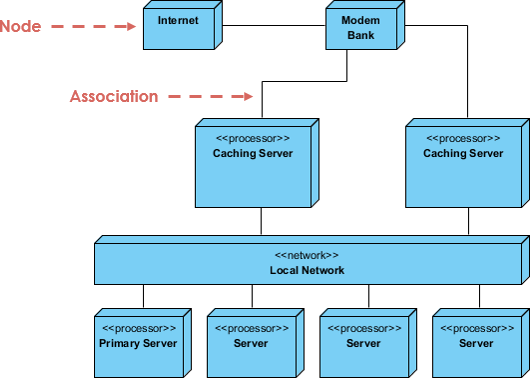 Node
Internet
Modem
Bank
Association
<<processor>>
Caching Server
<<processor>>
Caching Server
<<network>>
Local Network
<<processor>>
Primary Server
<<processor>>
Server
<<processor>>
Server
<<processor>>
Server